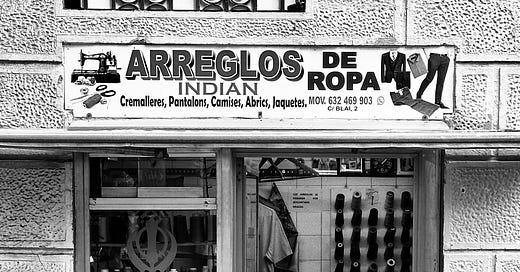 ARREGLOS DE ROPA
INDIAN
Cremalleres, Pantalons, Camises, Abrics, Jaquetes. MOV. 632 469 903
C/ BLAI, 2